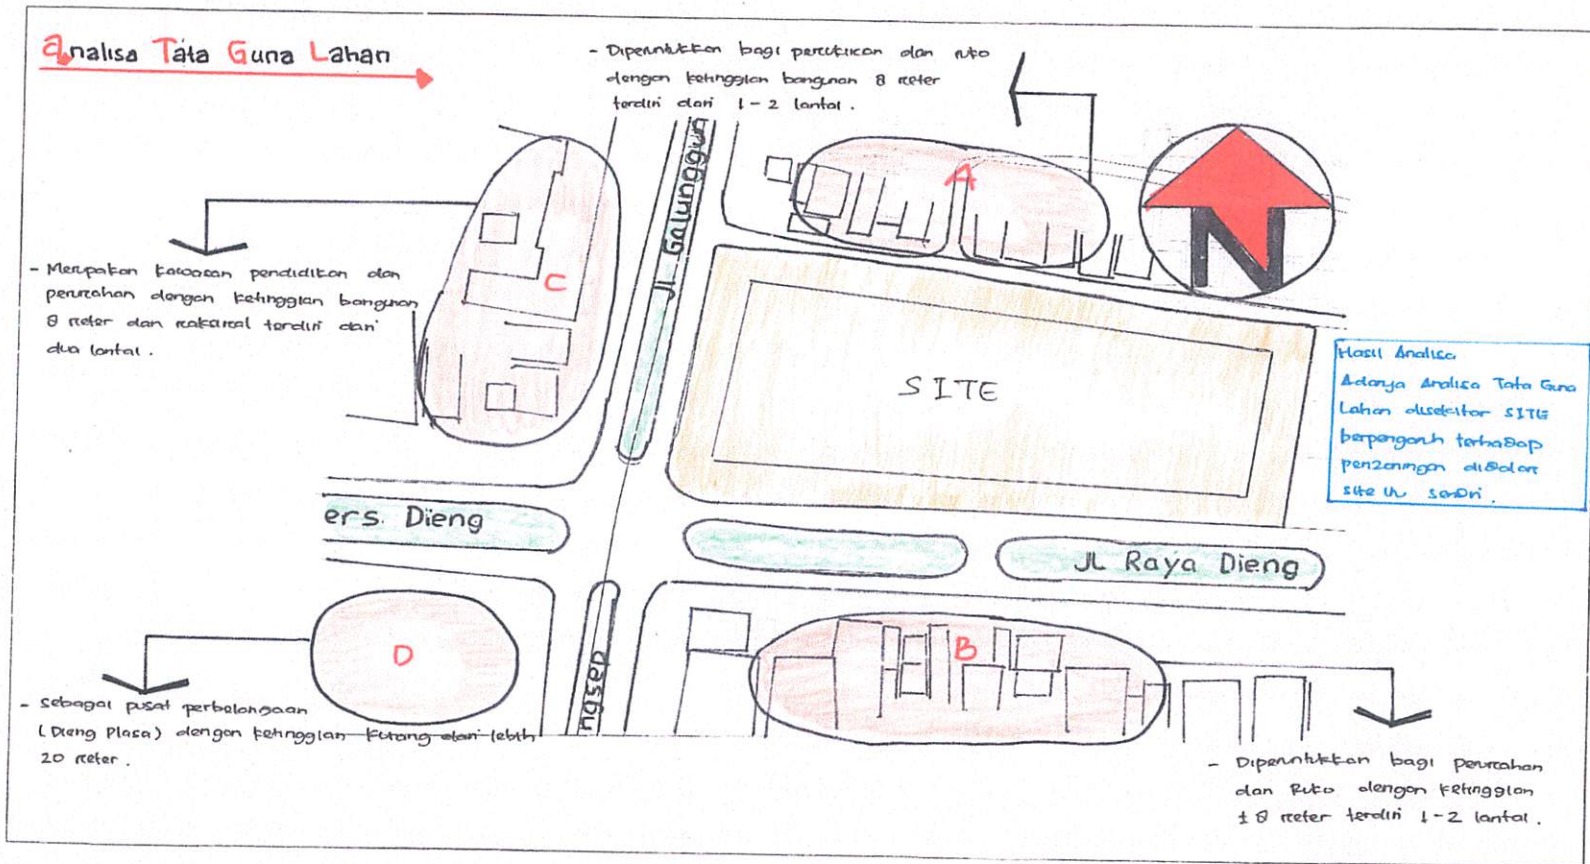 analisa Tata Guna Lahan
- Diperuntukkan bagi permukiman dan ruko
dengan ketinggian bangunan 8 meter
terdiri dari 1-2 lantai.
A
N
Jl. Galunggun
- Merupakan kawasan pendidikan dan
perumahan dengan ketinggian bangunan
8 meter dan maksimal terdiri dari
dua lantai.
C
SITE
Hasil Analisa
Adanya Analisa Tata Guna
Lahan disekitar SITE
berpengaruh terhadap
penzoningan didalam
site itu sendiri.
ers. Dieng
JL Raya Dieng
D
B
- Sebagai pusat perbelanjaan
(Dieng Plasa) dengan ketinggian kurang dan lebih
20 meter.
- Diperuntukkan bagi perumahan
dan Ruko dengan ketinggian
± 8 meter terdiri 1-2 lantai.